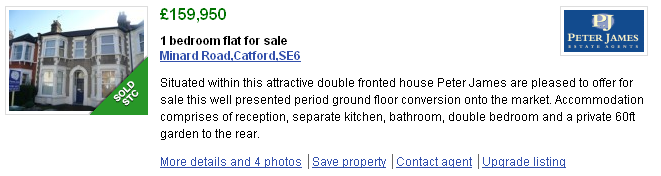 £159,950
1 bedroom flat for sale
Minard Road,Catford,SE6
SOLD
STC
PJ
PETER JAMES
ESTATE AGENTS
Situated within this attractive double fronted house Peter James are pleased to offer for
sale this well presented period ground floor conversion onto the market. Accommodation
comprises of reception, separate kitchen, bathroom, double bedroom and a private 60ft
garden to the rear.
More details and 4 photos | Save property | Contact agent | Upgrade listing